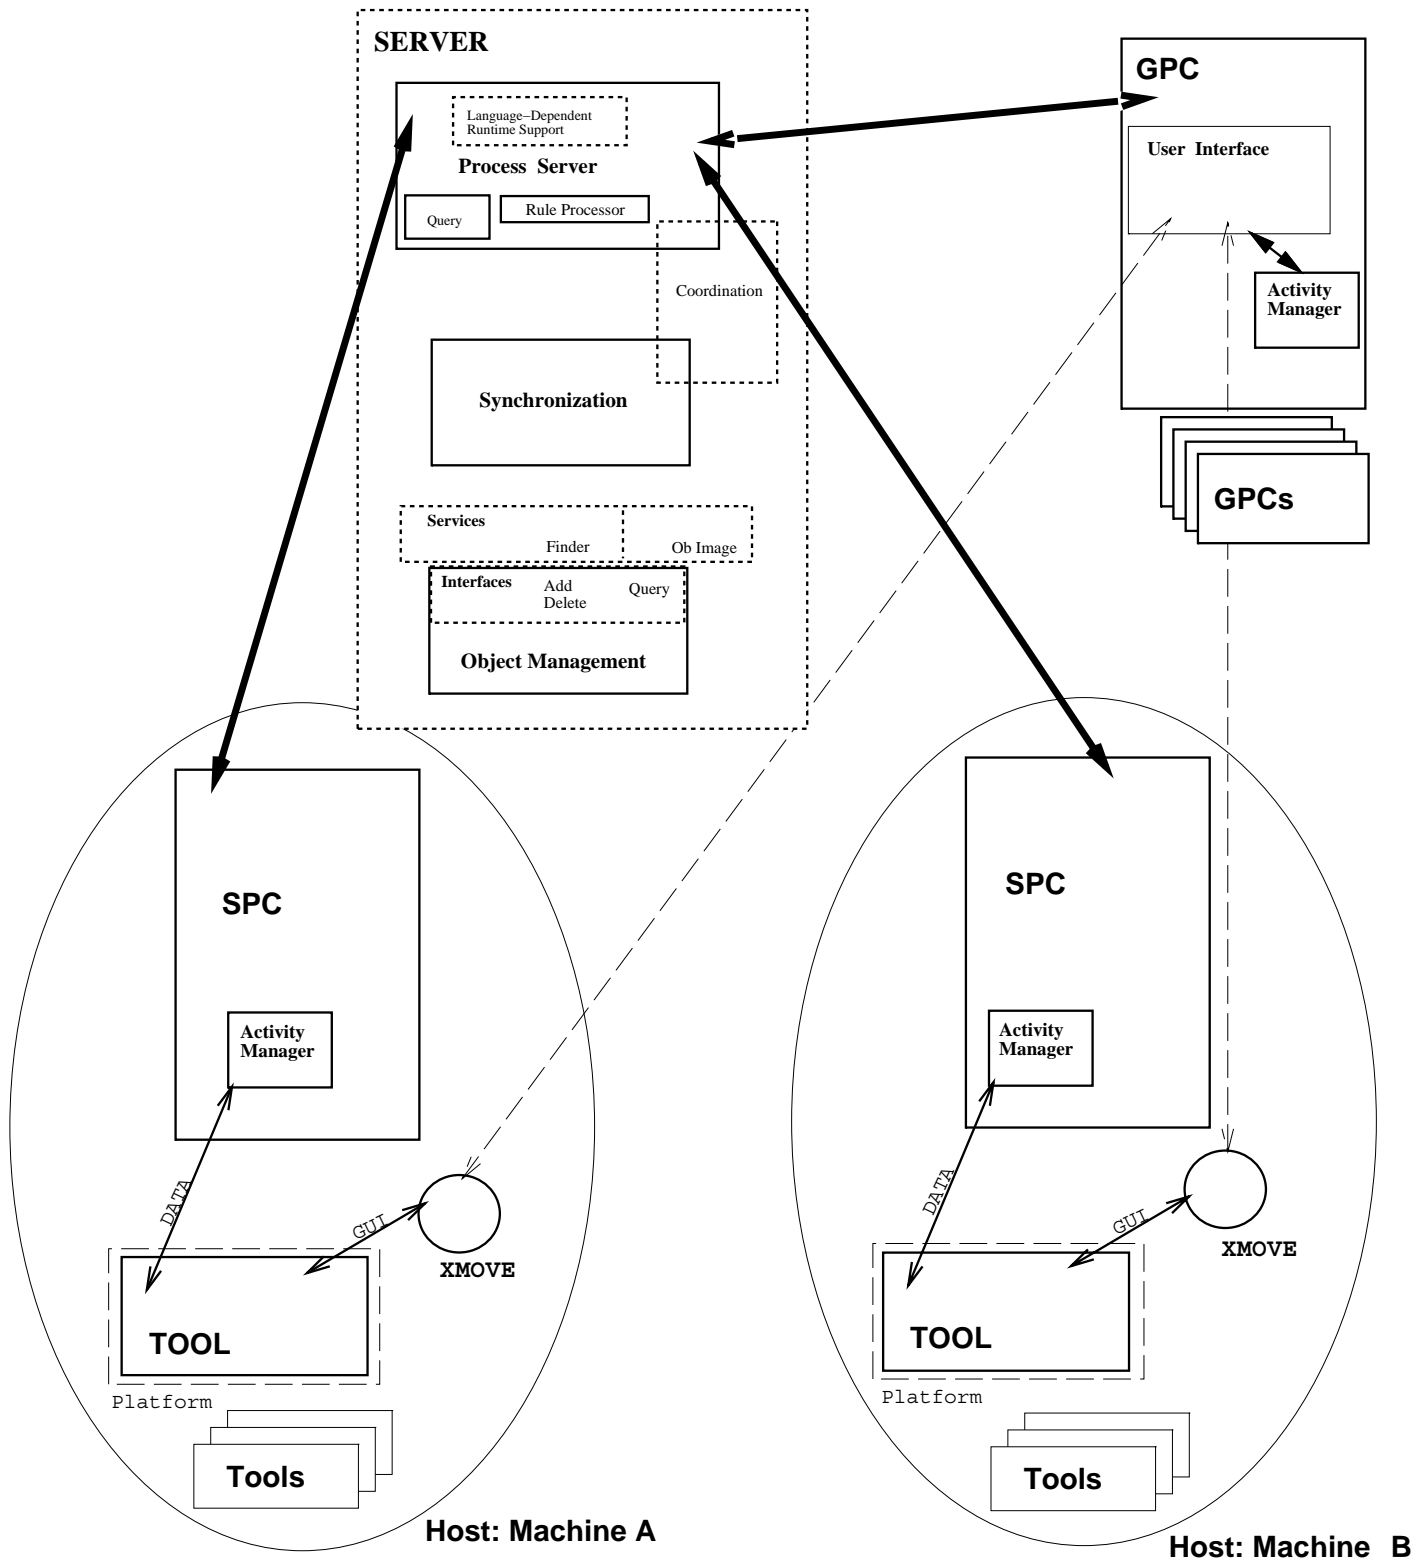 SERVER
Language-Dependent
Runtime Support
Process Server
Query
Rule Processor
Coordination
Synchronization
Services
Finder
Ob Image
Interfaces
Add
Delete
Query
Object Management
GPC
User Interface
Activity
Manager
GPCs
SPC
Activity
Manager
DATA
GUI
XMOVE
TOOL
Platform
Tools
Host: Machine A
SPC
Activity
Manager
DATA
GUI
XMOVE
TOOL
Platform
Tools
Host: Machine B